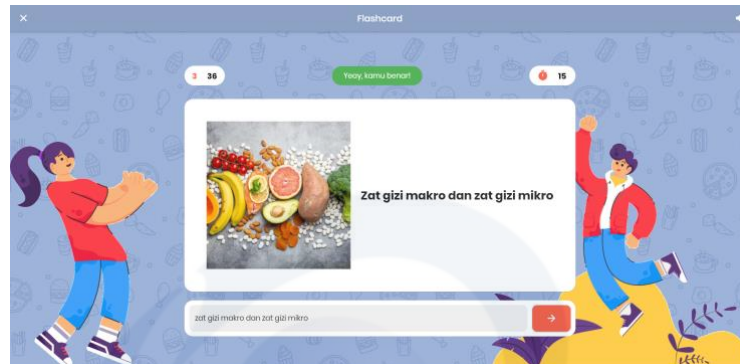 Flashcard
3 36
Yeay, kamu benar!
15
Zat gizi makro dan zat gizi mikro
zat gizi makro dan zat gizi mikro